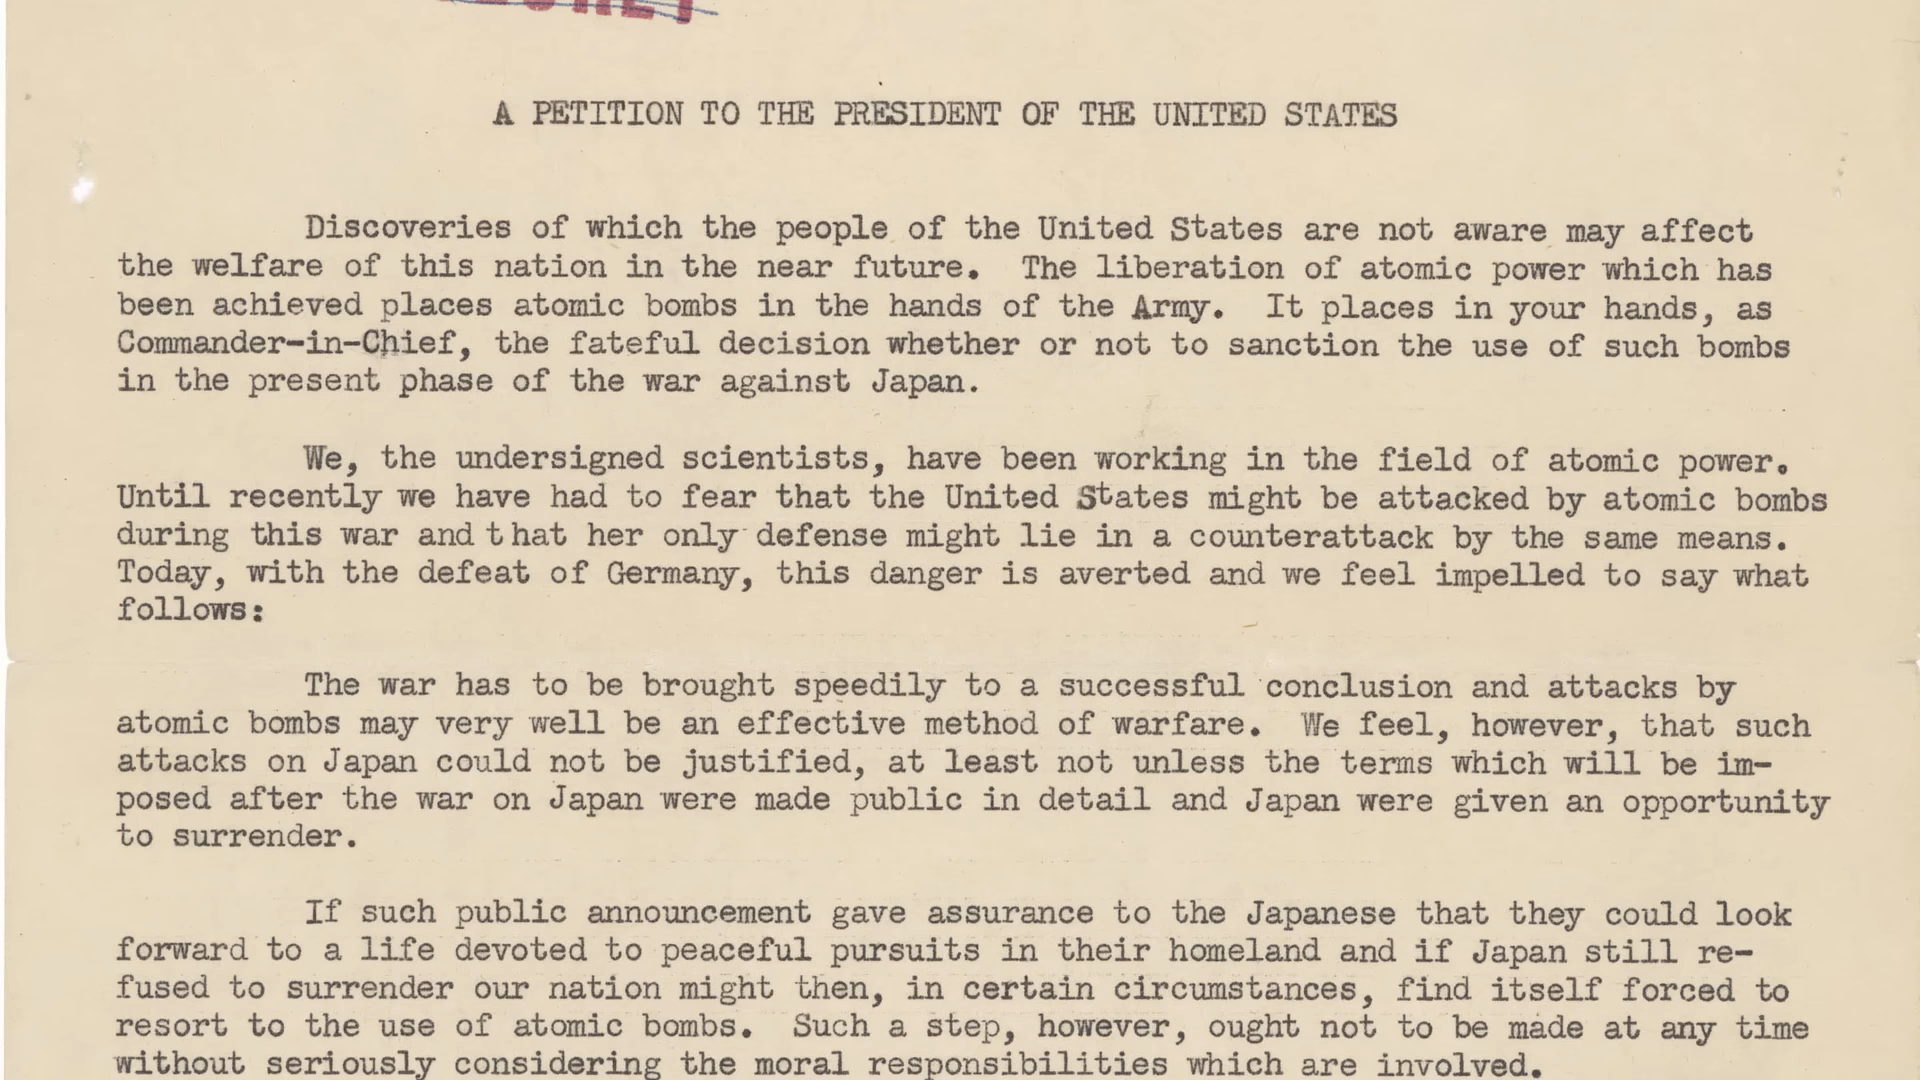 A PETITION TO THE PRESIDENT OF THE UNITED STATES
Discoveries of which the people of the United States are not aware may affect
the welfare of this nation in the near future. The liberation of atomic power which has
been achieved places atomic bombs in the hands of the Army. It places in your hands, as
Commander-in-Chief, the fateful decision whether or not to sanction the use of such bombs
in the present phase of the war against Japan.
We, the undersigned scientists, have been working in the field of atomic power.
Until recently we have had to fear that the United States might be attacked by atomic bombs
during this war and that her only defense might lie in a counterattack by the same means.
Today, with the defeat of Germany, this danger is averted and we feel impelled to say what
follows:
The war has to be brought speedily to a successful conclusion and attacks by
atomic bombs may very well be an effective method of warfare. We feel, however, that such
attacks on Japan could not be justified, at least not unless the terms which will be im-
posed after the war on Japan were made public in detail and Japan were given an opportunity
to surrender.
If such public announcement gave assurance to the Japanese that they could look
forward to a life devoted to peaceful pursuits in their homeland and if Japan still re-
fused to surrender our nation might then, in certain circumstances, find itself forced to
resort to the use of atomic bombs. Such a step, however, ought not to be made at any time
without seriously considering the moral responsibilities which are involved.